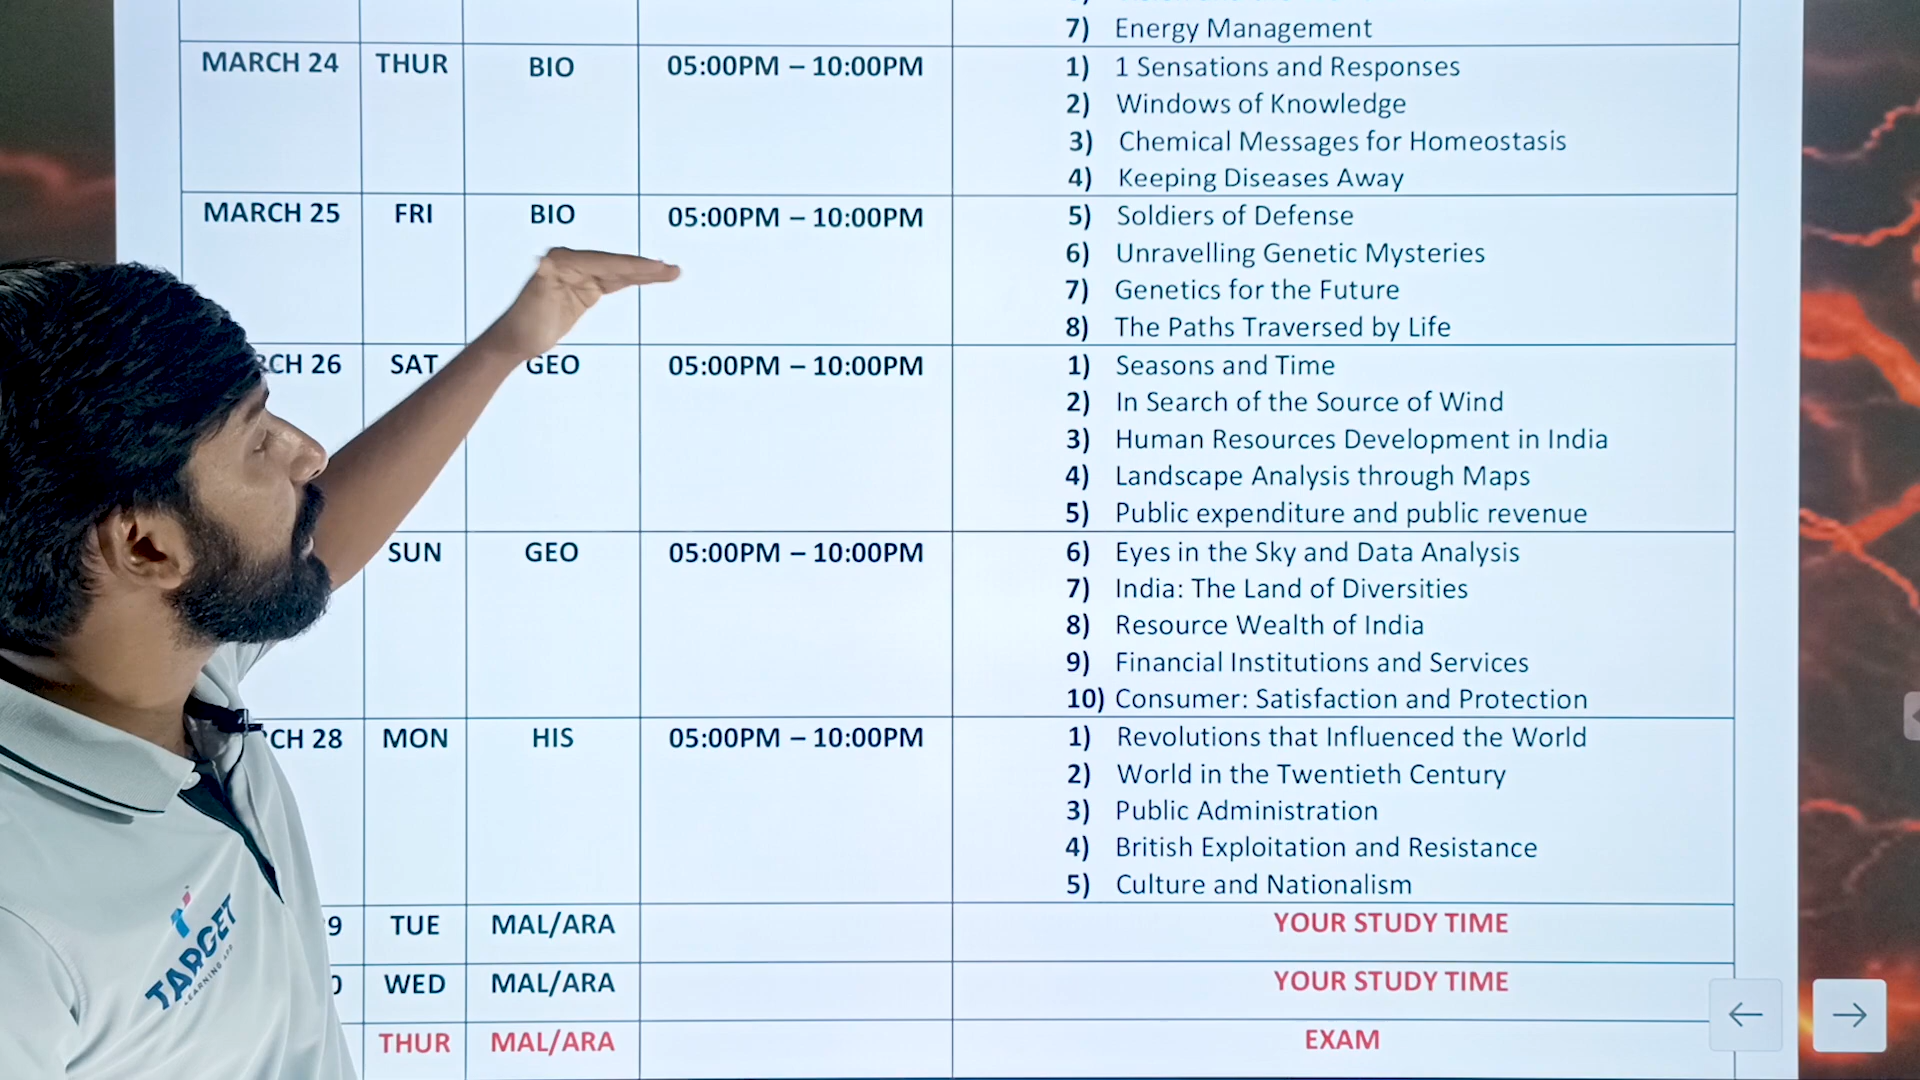 7) Energy Management
MARCH 24 THUR BIO 05:00PM – 10:00PM 1) 1 Sensations and Responses
2) Windows of Knowledge
3) Chemical Messages for Homeostasis
4) Keeping Diseases Away
MARCH 25 FRI BIO 05:00PM – 10:00PM 5) Soldiers of Defense
6) Unravelling Genetic Mysteries
7) Genetics for the Future
8) The Paths Traversed by Life
RCH 26 SAT GEO 05:00PM – 10:00PM 1) Seasons and Time
2) In Search of the Source of Wind
3) Human Resources Development in India
4) Landscape Analysis through Maps
5) Public expenditure and public revenue
SUN GEO 05:00PM – 10:00PM 6) Eyes in the Sky and Data Analysis
7) India: The Land of Diversities
8) Resource Wealth of India
9) Financial Institutions and Services
10) Consumer: Satisfaction and Protection
CH 28 MON HIS 05:00PM – 10:00PM 1) Revolutions that Influenced the World
2) World in the Twentieth Century
3) Public Administration
4) British Exploitation and Resistance
5) Culture and Nationalism
9 TUE MAL/ARA YOUR STUDY TIME
0 WED MAL/ARA YOUR STUDY TIME
THUR MAL/ARA EXAM
TARGET
LEARNING APP